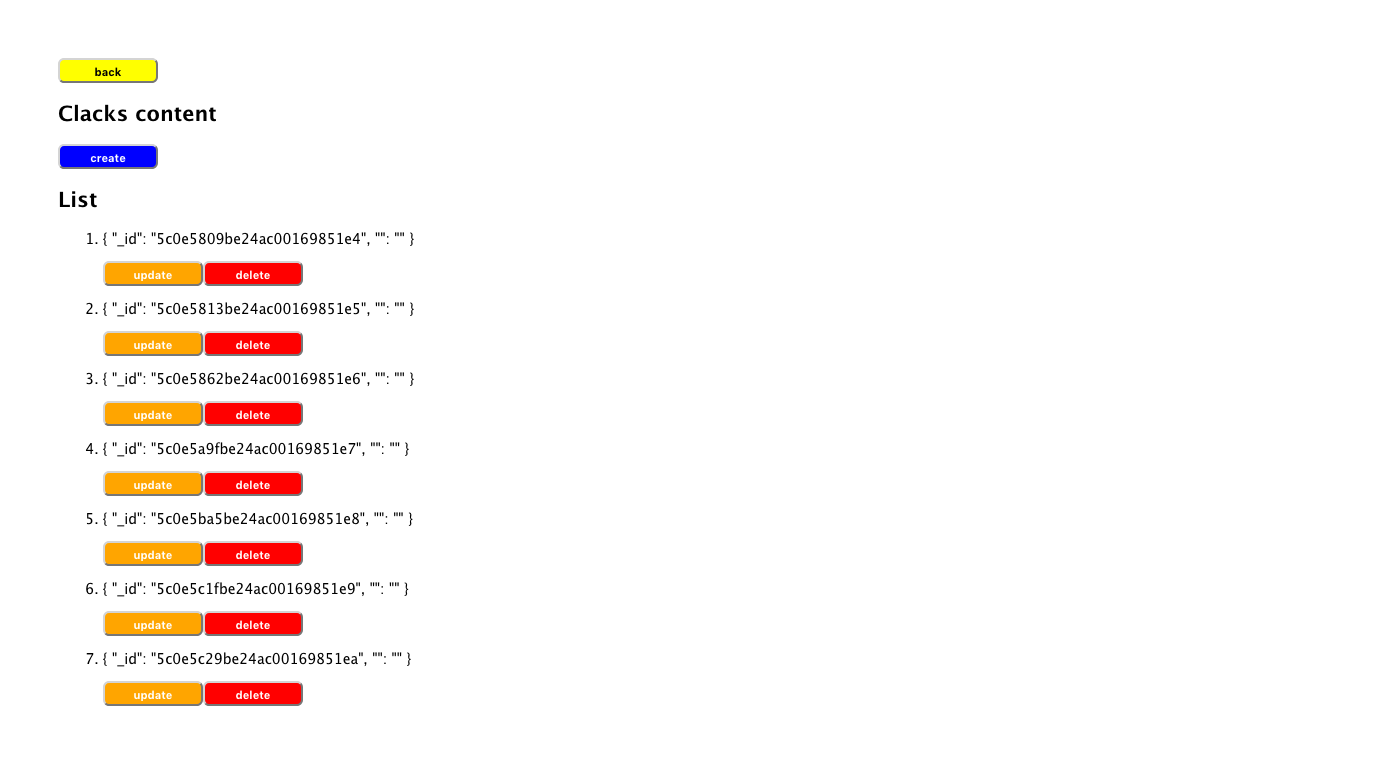 back
Clacks content
create
List
1. { "_id": "5c0e5809be24ac00169851e4", "": "" }
update delete
2. { "_id": "5c0e5813be24ac00169851e5", "": "" }
update delete
3. { "_id": "5c0e5862be24ac00169851e6", "": "" }
update delete
4. { "_id": "5c0e5a9fbe24ac00169851e7", "": "" }
update delete
5. { "_id": "5c0e5ba5be24ac00169851e8", "": "" }
update delete
6. { "_id": "5c0e5c1fbe24ac00169851e9", "": "" }
update delete
7. { "_id": "5c0e5c29be24ac00169851ea", "": "" }
update delete